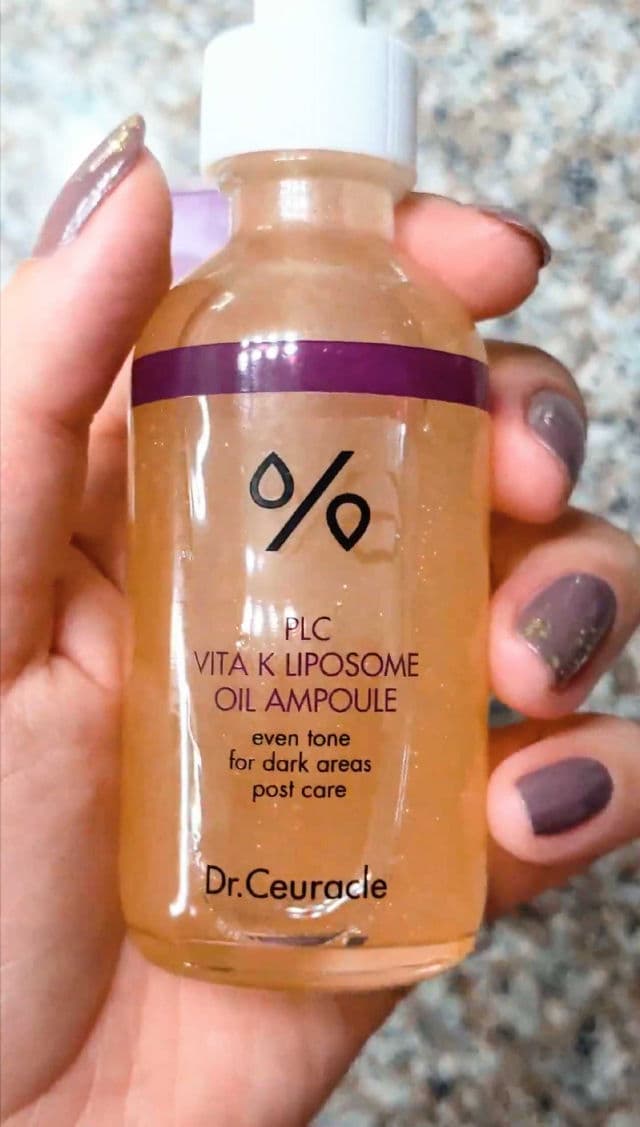 %
PLC
VITA K LIPOSOME
OIL AMPOULE
even tone
for dark areas
post care
Dr.Ceuracle